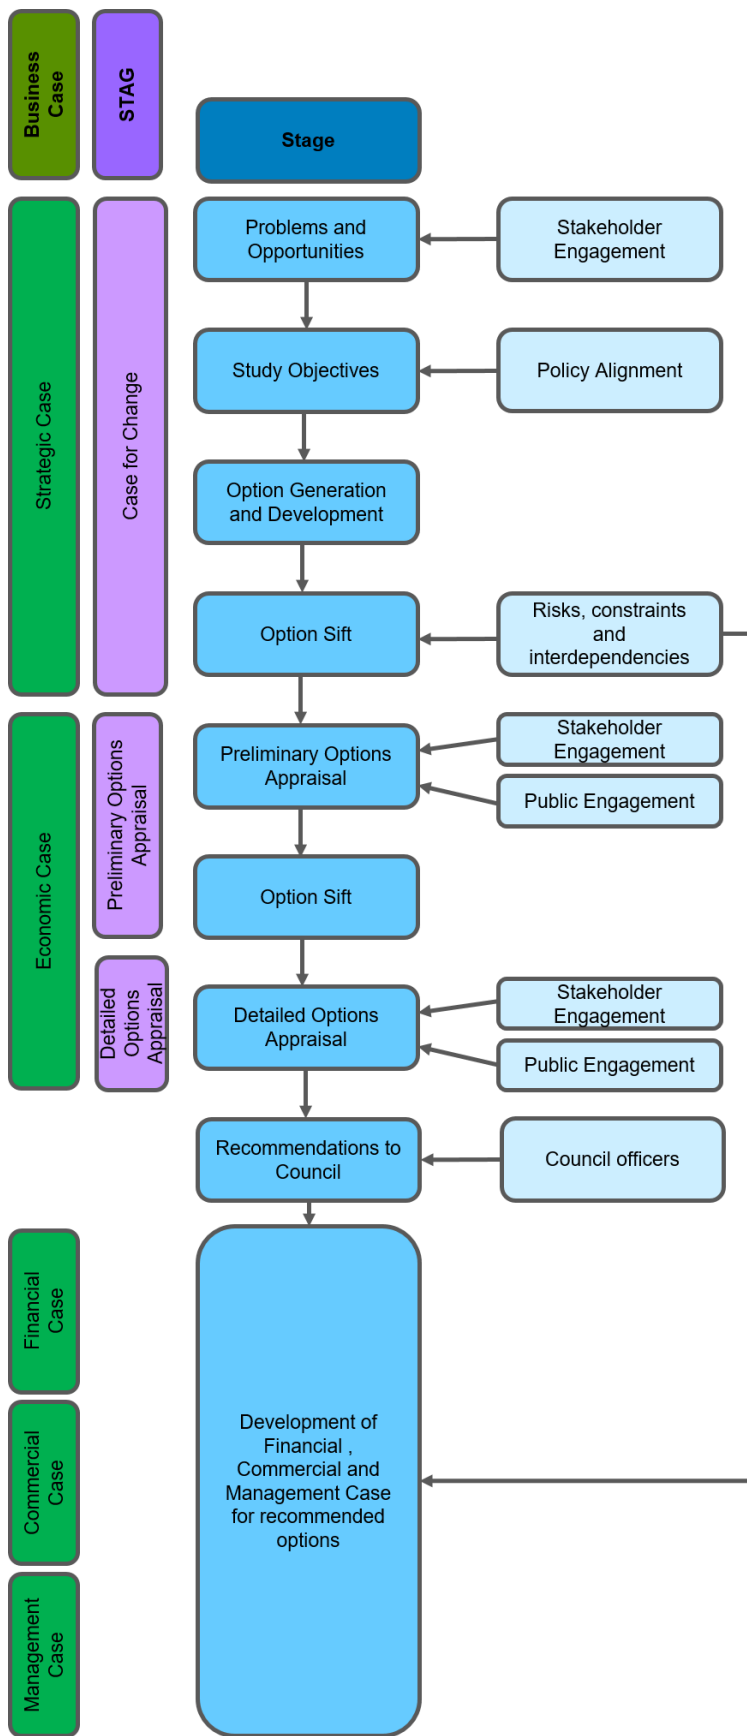 Business
Case
STAG
Stage
Strategic Case
Case for Change
Problems and
Opportunities
Stakeholder
Engagement
Study Objectives
Policy Alignment
Option Generation
and Development
Option Sift
Risks, constraints
and
interdependencies
Economic Case
Preliminary Options
Appraisal
Preliminary Options
Appraisal
Stakeholder
Engagement
Public Engagement
Option Sift
Detailed
Options
Appraisal
Detailed Options
Appraisal
Stakeholder
Engagement
Public Engagement
Recommendations to
Council
Council officers
Financial
Case
Commercial
Case
Management
Case
Development of
Financial ,
Commercial and
Management Case
for recommended
options